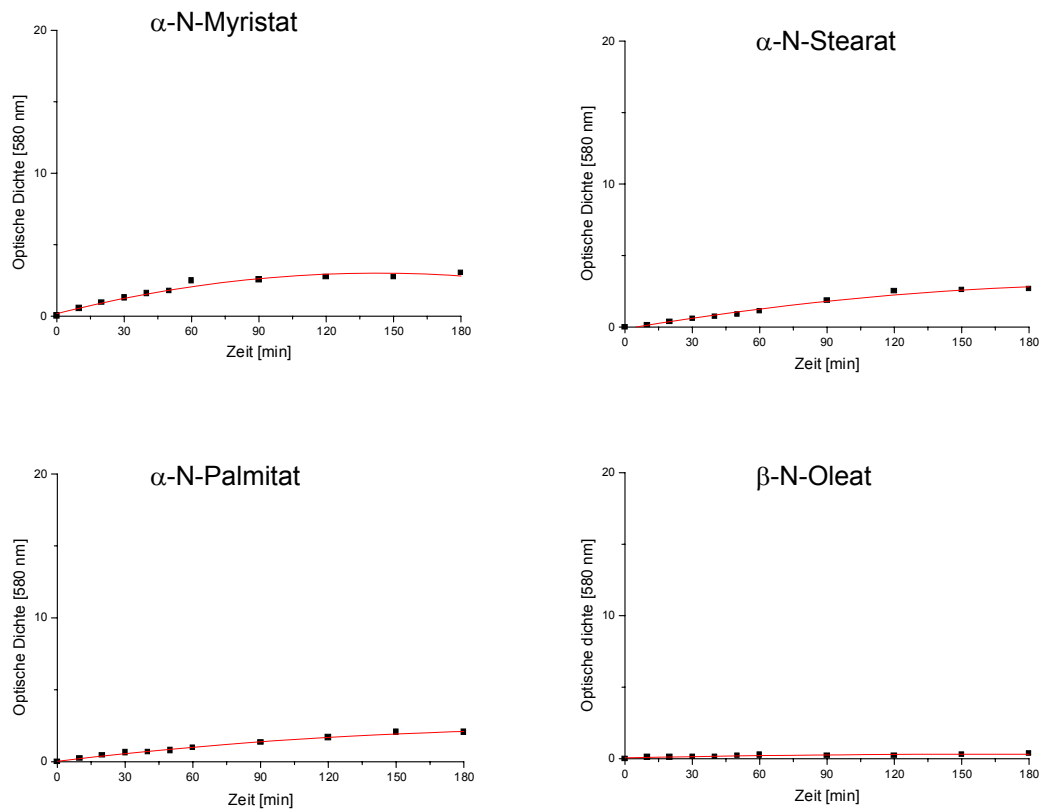 α-N-Myristat
Optische Dichte [580 nm]
20
10
0
0 30 60 90 120 150 180
Zeit [min]
α-N-Stearat
Optische Dichte [580 nm]
20
10
0
0 30 60 90 120 150 180
Zeit [min]
α-N-Palmitat
Optische Dichte [580 nm]
20
10
0
0 30 60 90 120 150 180
Zeit [min]
β-N-Oleat
Optische dichte [580 nm]
20
10
0
0 30 60 90 120 150 180
Zeit [min]